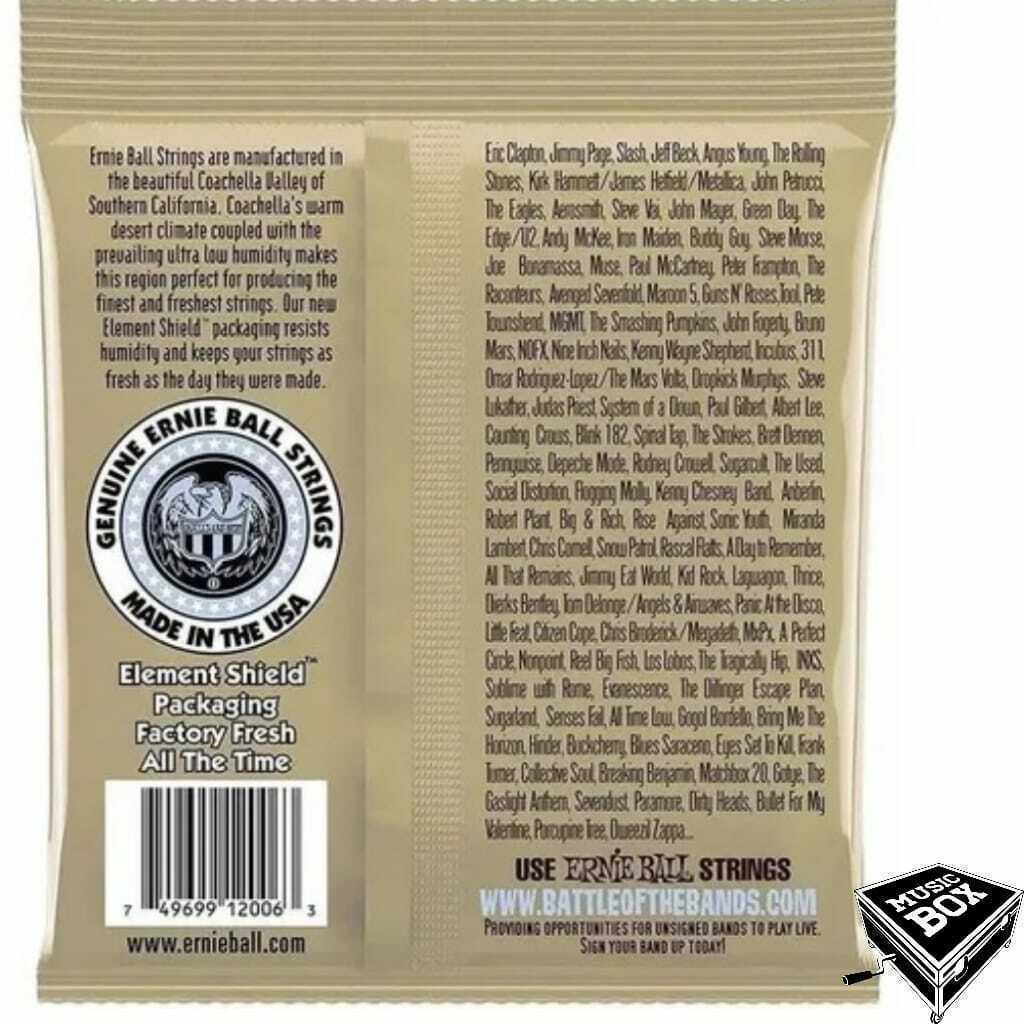 Ernie Ball Strings are manufactured in
the beautiful Coachella Valley of
Southern California. Coachella's warm
desert climate coupled with the
prevailing ultra low humidity makes
this region perfect for producing the
finest and freshest strings. Our new
Element Shield™ packaging resists
humidity and keeps your strings as
fresh as the day they were made.
GENUINE ERNIE BALL STRINGS
MADE IN THE USA
Element Shield™
Packaging
Factory Fresh
All The Time
7 49699 12006 3
www.ernieball.com
Eric Clapton, Jimmy Page, Slash, Jeff Beck, Angus Young, The Rolling
Stones, Kirk Hammett/James Hetfield/Metallica, John Petrucci,
The Eagles, Aerosmith, Steve Vai, John Mayer, Green Day, The
Edge/U2, Andy McKee, Iron Maiden, Buddy Guy, Steve Morse,
Joe Bonamassa, Muse, Paul McCartney, Peter Frampton, The
Raconteurs, Avenged Sevenfold, Maroon 5, Guns N' Roses,Tool, Pete
Townshend, MGMT, The Smashing Pumpkins, John Fogerty, Bruno
Mars, NOFX, Nine Inch Nails, Kenny Wayne Shepherd, Incubus, 311,
Omar Rodriguez-Lopez/The Mars Volta, Dropkick Murphys, Steve
Lukather, Judas Priest, System of a Down, Paul Gilbert, Albert Lee,
Counting Crows, Blink 182, Spinal Tap, The Strokes, Brett Dennen,
Pennywise, Depeche Mode, Rodney Crowell, Sugarcult, The Used,
Social Distortion, Flogging Molly, Kenny Chesney Band, Anberlin,
Robert Plant, Big & Rich, Rise Against, Sonic Youth, Miranda
Lambert, Chris Cornell, Snow Patrol, Rascal Flatts, A Day to Remember,
All That Remains, Jimmy Eat World, Kid Rock, Lagwagon, Thrice,
Dierks Bentley, Tom Delonge/Angels & Airwaves, Panic At the Disco,
Little Feat, Citizen Cope, Chris Broderick/Megadeth, MxPx, A Perfect
Circle, Nonpoint, Reel Big Fish, Los Lobos, The Tragically Hip, INXS,
Sublime with Rome, Evanescence, The Dillinger Escape Plan,
Sugarland, Senses Fail, All Time Low, Gogol Bordello, Bring Me The
Horizon, Hinder, Buckcherry, Blues Saraceno, Eyes Set To Kill, Frank
Turner, Collective Soul, Breaking Benjamin, Matchbox 20, Gotye, The
Gaslight Anthem, Sevendust, Paramore, Dirty Heads, Bullet For My
Valentine, Porcupine Tree, Dweezil Zappa...
USE ERNIE BALL STRINGS
WWW.BATTLEOFTHEBANDS.COM
PROVIDING OPPORTUNITIES FOR UNSIGNED BANDS TO PLAY LIVE.
SIGN YOUR BAND UP TODAY!
MUSIC
BOX